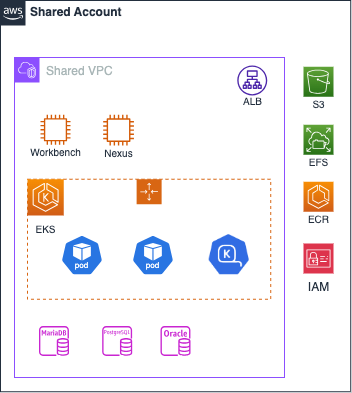 aws
Shared Account
Shared VPC
ALB
S3
Workbench
Nexus
EFS
K
EKS
ECR
pod
pod
K
IAM
MariaDB
PostgreSQL
Oracle